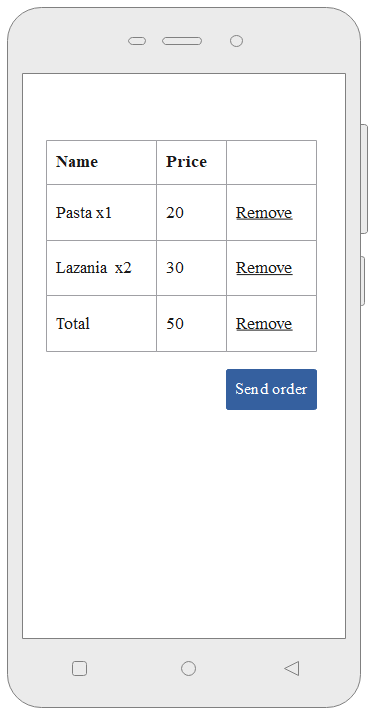 Name Price
Pasta x1 20 Remove
Lazania x2 30 Remove
Total 50 Remove
Send order